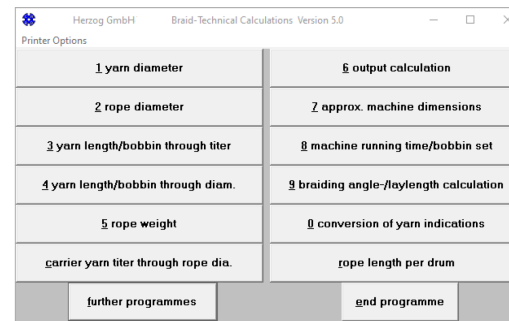 Herzog GmbH Braid-Technical Calculations Version 5.0
Printer Options
1 yarn diameter
6 output calculation
2 rope diameter
7 approx. machine dimensions
3 yarn length/bobbin through titer
8 machine running time/bobbin set
4 yarn length/bobbin through diam.
9 braiding angle-/laylength calculation
5 rope weight
0 conversion of yarn indications
carrier yarn titer through rope dia.
rope length per drum
further programmes
end programme